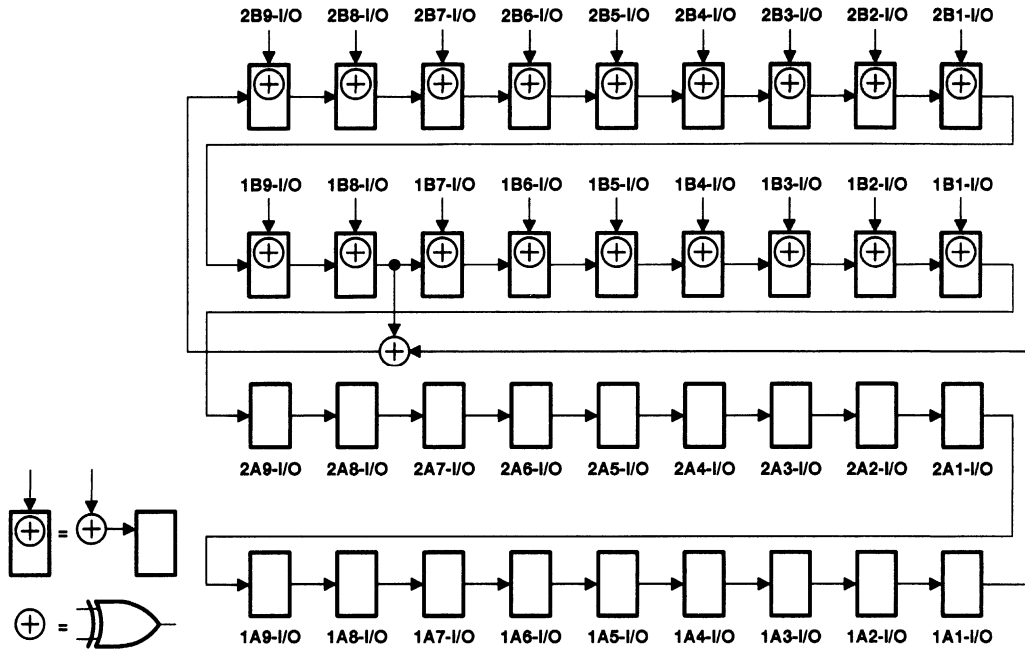 2B9-I/O 2B8-I/O 2B7-I/O 2B6-I/O 2B5-I/O 2B4-I/O 2B3-I/O 2B2-I/O 2B1-I/O
1B9-I/O 1B8-I/O 1B7-I/O 1B6-I/O 1B5-I/O 1B4-I/O 1B3-I/O 1B2-I/O 1B1-I/O
2A9-I/O 2A8-I/O 2A7-I/O 2A6-I/O 2A5-I/O 2A4-I/O 2A3-I/O 2A2-I/O 2A1-I/O
=
=
1A9-I/O 1A8-I/O 1A7-I/O 1A6-I/O 1A5-I/O 1A4-I/O 1A3-I/O 1A2-I/O 1A1-I/O